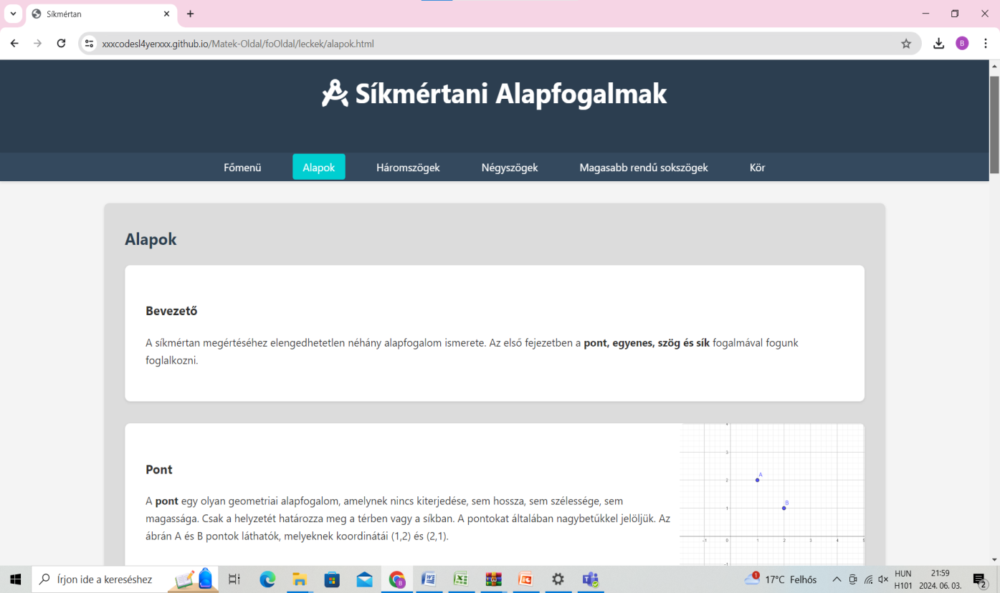 Síkmértan
xxxcodesl4yerxxx.github.io/Matek-Oldal/foOldal/leckek/alapok.html
B
Síkmértani Alapfogalmak
Főmenü Alapok Háromszögek Négyszögek Magasabb rendű sokszögek Kör
Alapok
Bevezető
A síkmértan megértéséhez elengedhetetlen néhány alapfogalom ismerete. Az első fejezetben a pont, egyenes, szög és sík fogalmával fogunk
foglalkozni.
Pont
A pont egy olyan geometriai alapfogalom, amelynek nincs kiterjedése, sem hossza, sem szélessége, sem
magassága. Csak a helyzetét határozza meg a térben vagy a síkban. A pontokat általában nagybetűkkel jelöljük. Az
ábrán A és B pontok láthatók, melyeknek koordinátái (1,2) és (2,1).
4
3
2
A
1
B
-1 0 1 2 3 4 5
-1
Írjon ide a kereséshez
1
17°C Felhős
HUN
H101
21:59
2024. 06. 03.
2